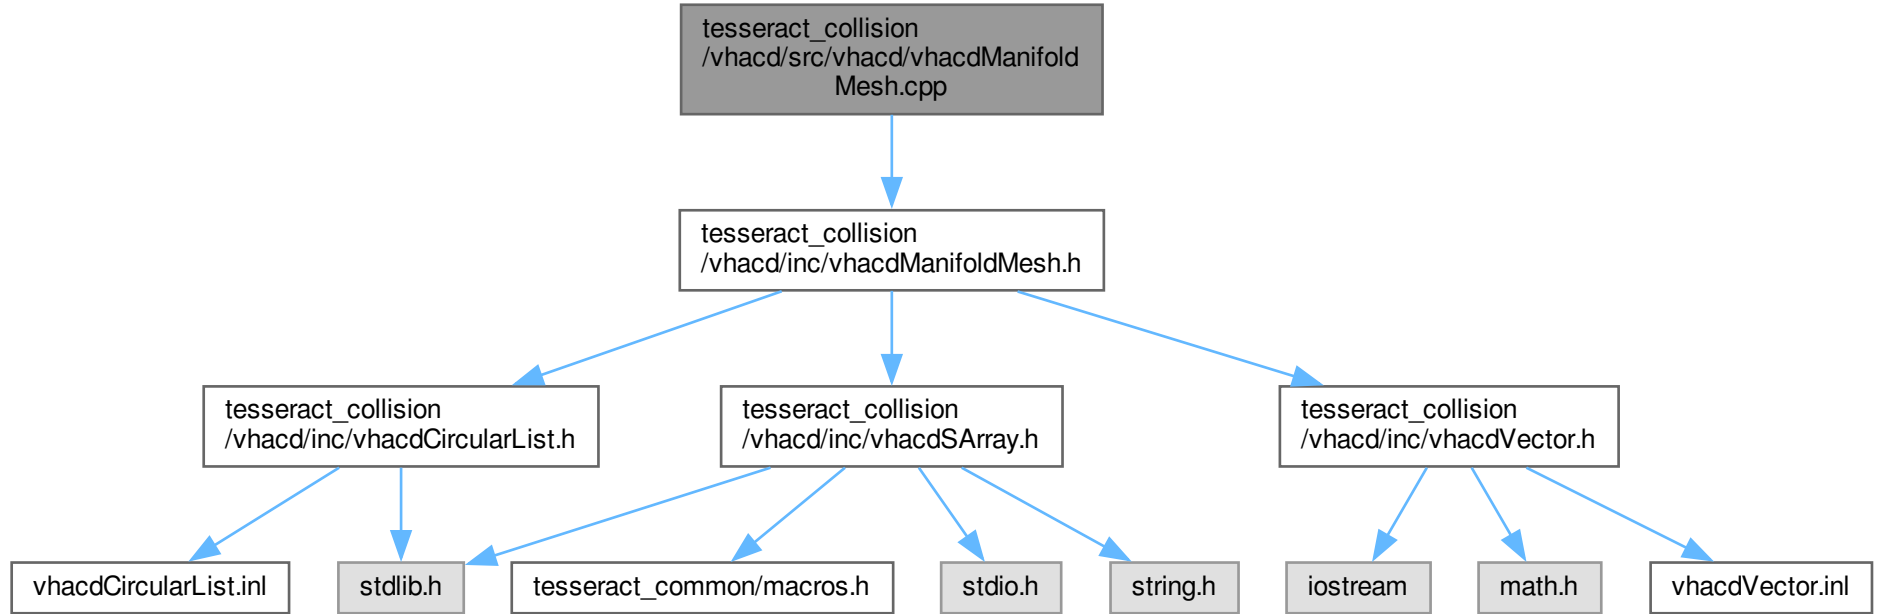 tesseract_collision
/vhacd/src/vhacd/vhacdManifold
Mesh.cpp
tesseract_collision
/vhacd/inc/vhacdManifoldMesh.h
tesseract_collision
/vhacd/inc/vhacdCircularList.h
tesseract_collision
/vhacd/inc/vhacdSArray.h
tesseract_collision
/vhacd/inc/vhacdVector.h
vhacdCircularList.inl
stdlib.h
tesseract_common/macros.h
stdio.h
string.h
iostream
math.h
vhacdVector.inl